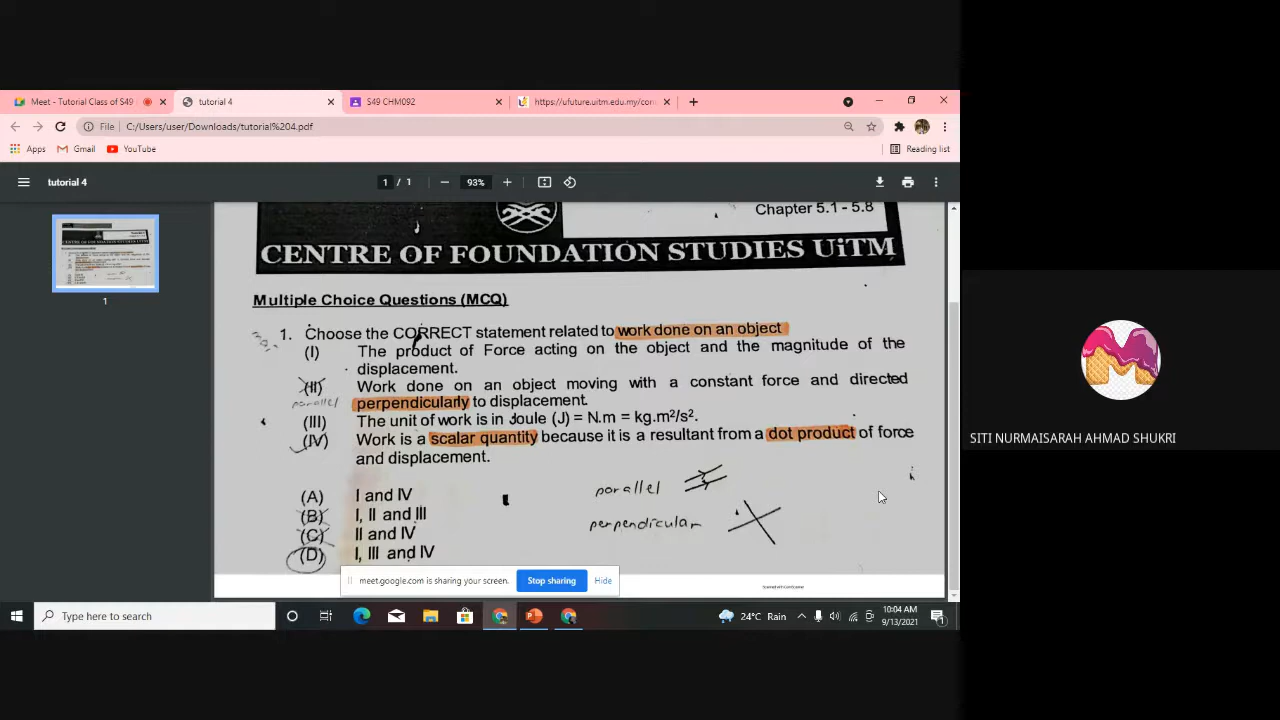 Meet - Tutorial Class of S49
tutorial 4
S49 CHM092
https://ufuture.uitm.edu.my/con
File
C:/Users/user/Downloads/tutorial%204.pdf
Apps
Gmail
YouTube
Reading list
tutorial 4
1 / 1
93%
1
Chapter 5.1 - 5.8
CENTRE OF FOUNDATION STUDIES UiTM
Multiple Choice Questions (MCQ)
1. Choose the CORRECT statement related to work done on an object
(I) The product of Force acting on the object and the magnitude of the
displacement.
(II) Work done on an object moving with a constant force and directed
parallel perpendicularly to displacement.
(III) The unit of work is in Joule (J) = N.m = kg.m²/s².
(IV) Work is a scalar quantity because it is a resultant from a dot product of force
and displacement.
(A) I and IV
(B) I, II and III
(C) II and IV
(D) I, III and IV
parallel
perpendicular
meet.google.com is sharing your screen.
Stop sharing
Hide
Type here to search
24°C Rain
10:04 AM
9/13/2021
SITI NURMAISARAH AHMAD SHUKRI